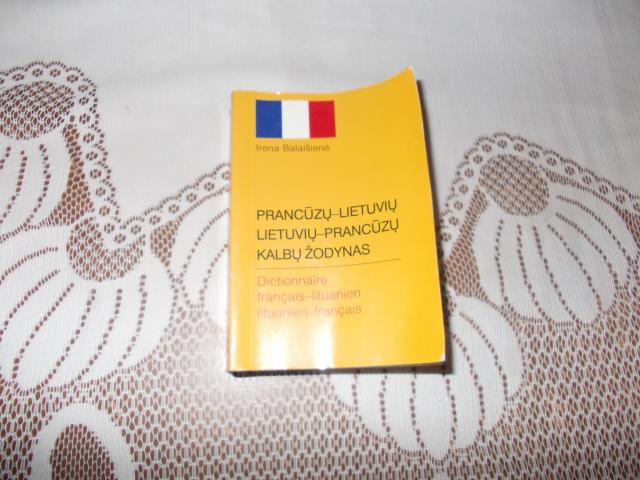 Irena Balaišienė
PRANCŪZŲ–LIETUVIŲ
LIETUVIŲ–PRANCŪZŲ
KALBŲ ŽODYNAS
Dictionnaire
français–lituanien
lituanien–français